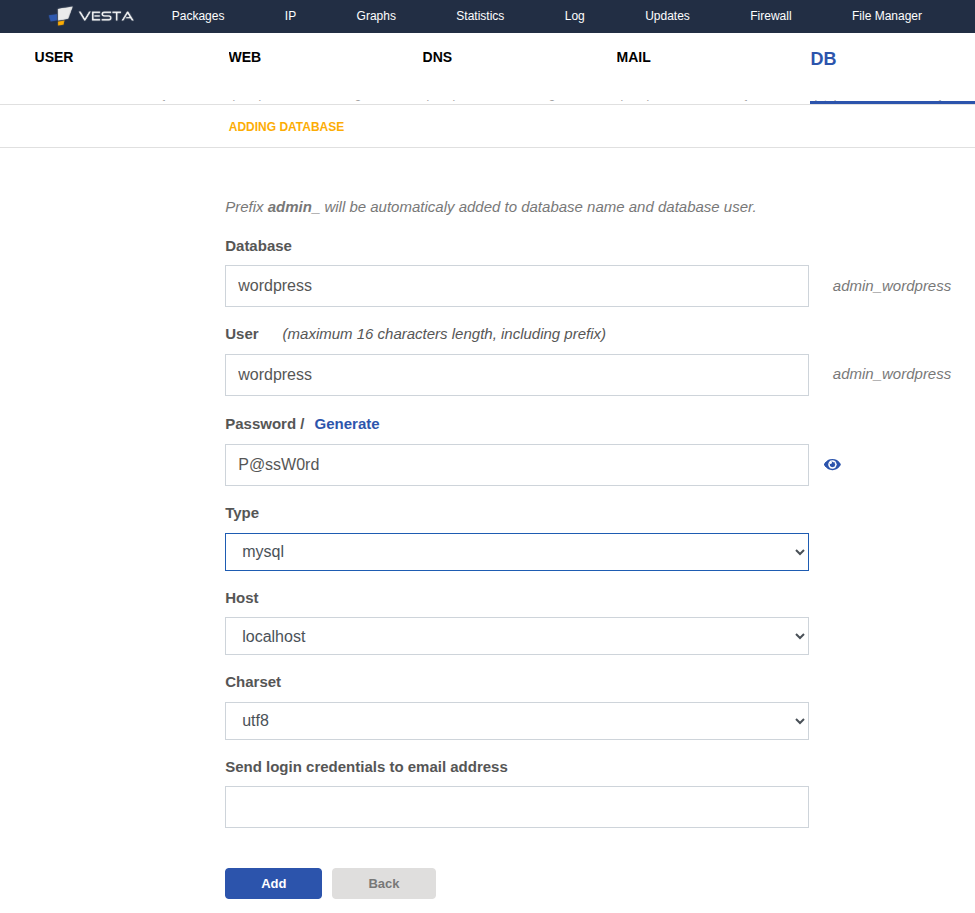 VESTA Packages IP Graphs Statistics Log Updates Firewall File Manager
USER WEB DNS MAIL DB
ADDING DATABASE
Prefix admin_ will be automaticaly added to database name and database user.
Database
wordpress admin_wordpress
User (maximum 16 characters length, including prefix)
wordpress admin_wordpress
Password / Generate
P@ssW0rd
Type
mysql
Host
localhost
Charset
utf8
Send login credentials to email address
Add Back